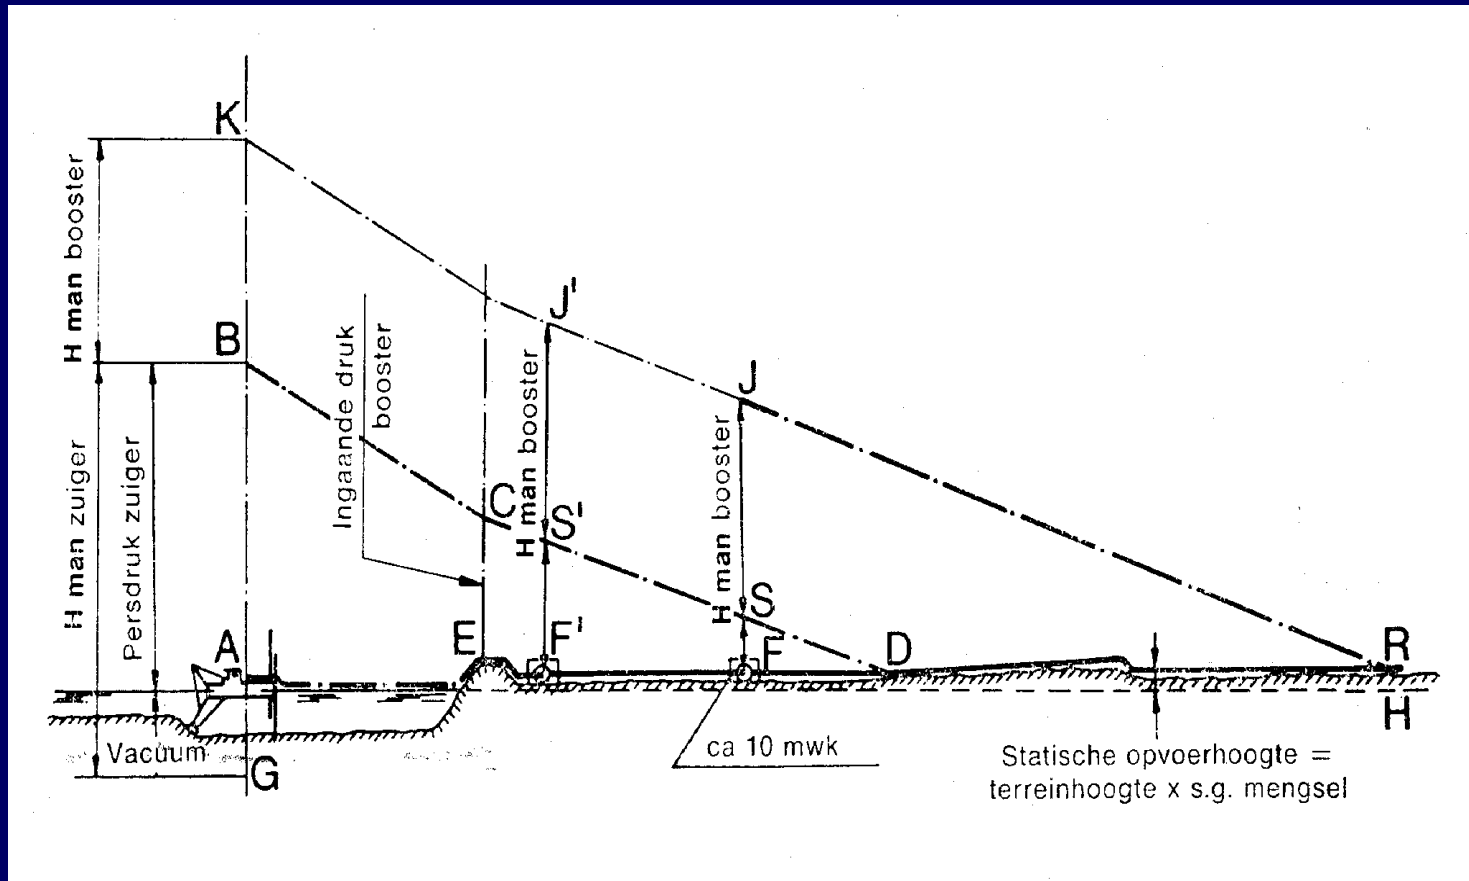 K
H man booster
B
H man zuiger
Persdruk zuiger
A
Vacuum
G
Ingaande druk
booster
E
C
J'
H man booster
S'
F'
J
H man booster
S
F
D
R
H
ca 10 mwk
Statische opvoerhoogte =
terreinhoogte x s.g. mengsel